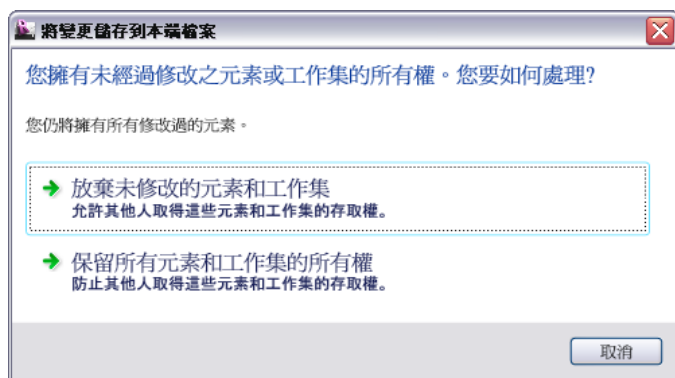 將變更儲存到本端檔案
您擁有未經過修改之元素或工作集的所有權。您要如何處理?
您仍將擁有所有修改過的元素。
放棄未修改的元素和工作集
允許其他人取得這些元素和工作集的存取權。
保留所有元素和工作集的所有權
防止其他人取得這些元素和工作集的存取權。
取消